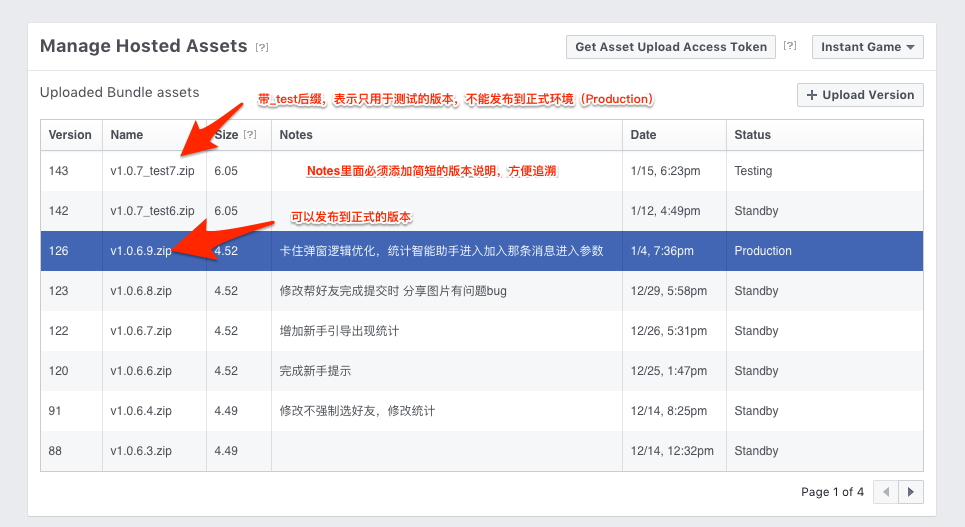 Manage Hosted Assets [?]
Get Asset Upload Access Token [?] Instant Game
Uploaded Bundle assets
带_test后缀，表示只用于测试的版本，不能发布到正式环境（Production）
+ Upload Version
Version Name Size [?] Notes Date Status
143 v1.0.7_test7.zip 6.05 Notes里面必须添加简短的版本说明，方便追溯 1/15, 6:23pm Testing
142 v1.0.7_test6.zip 6.05 1/12, 4:49pm Standby
可以发布到正式的版本
126 v1.0.6.9.zip 4.52 卡住弹窗逻辑优化，统计智能助手进入加入那条消息进入参数 1/4, 7:36pm Production
123 v1.0.6.8.zip 4.52 修改帮好友完成提交时 分享图片有问题bug 12/29, 5:58pm Standby
122 v1.0.6.7.zip 4.52 增加新手引导出现统计 12/26, 5:31pm Standby
120 v1.0.6.6.zip 4.52 完成新手提示 12/25, 1:47pm Standby
91 v1.0.6.4.zip 4.49 修改不强制选好友，修改统计 12/14, 8:25pm Standby
88 v1.0.6.3.zip 4.49 12/14, 12:32pm Standby
Page 1 of 4